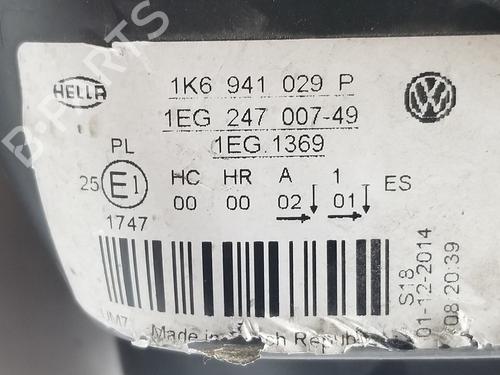 HELLA
1K6 941 029 P
1EG 247 007-49
1EG.1369
PL
25 E1 HC HR A 1 ES
00 00 02 01
1747
S18
01-12-2014
08:20:39
Made in Republic
B-PARTS